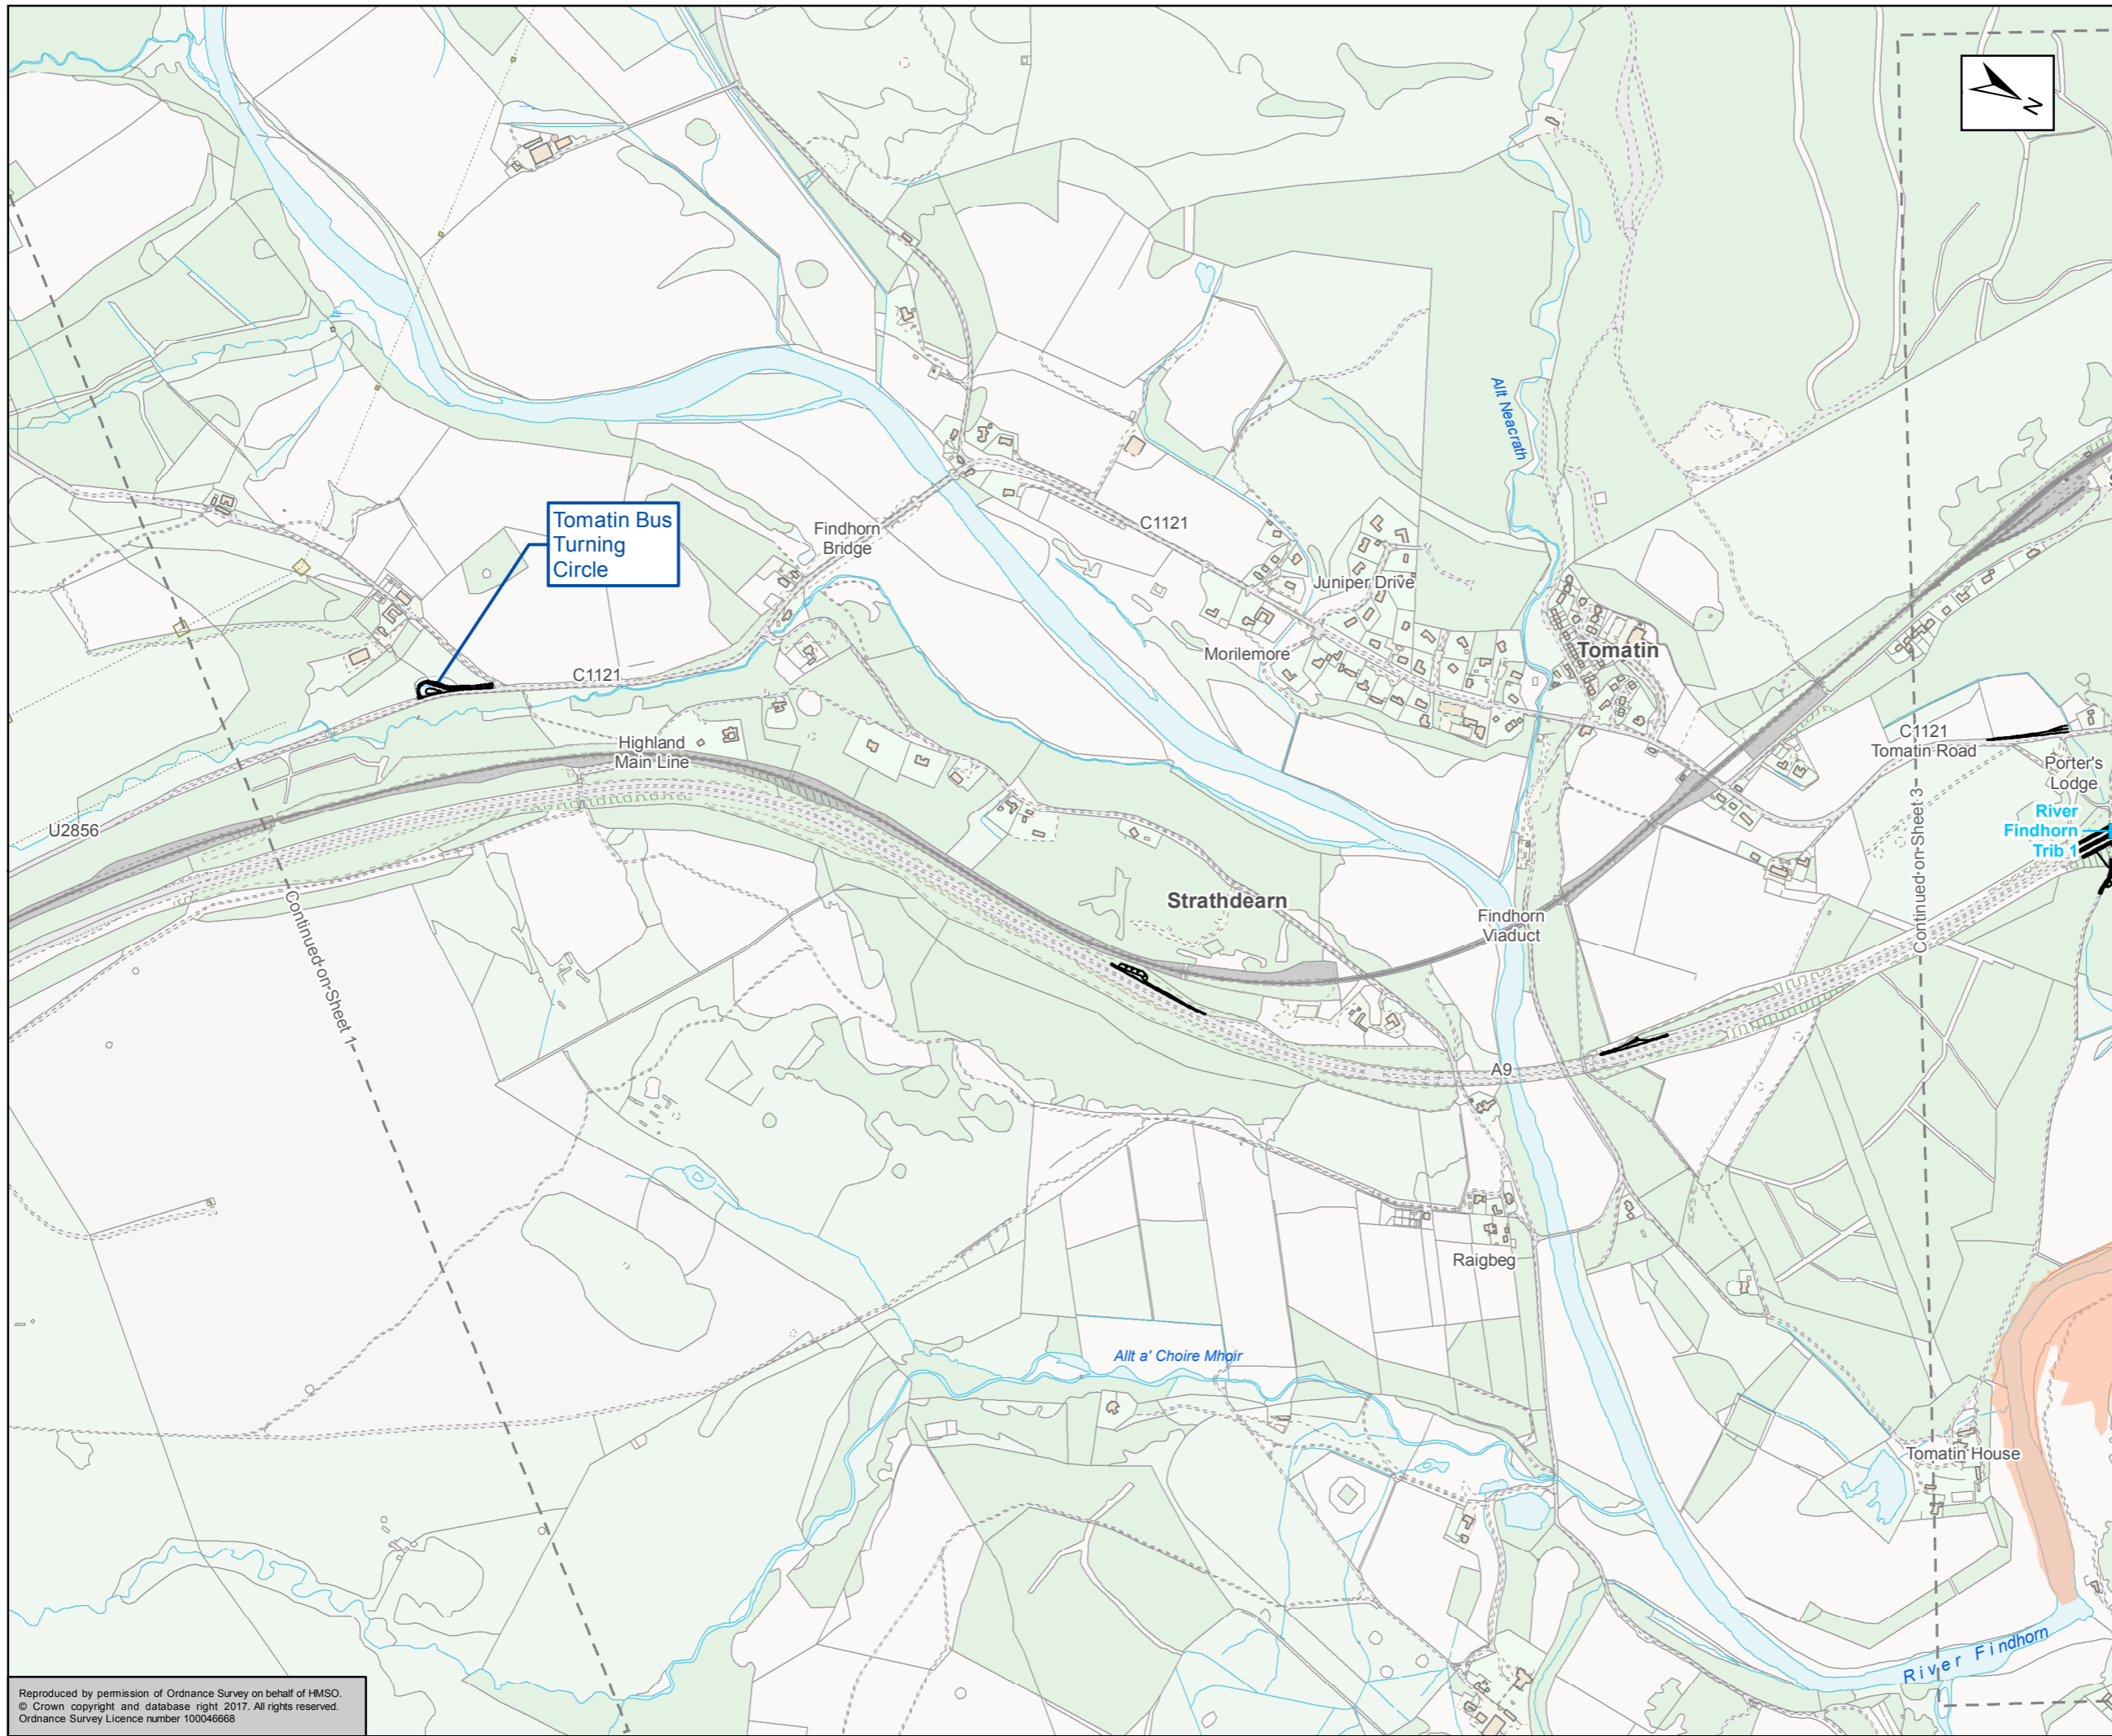 N
Allt Neacrath
Tomatin Bus
Turning
Circle
Findhorn
Bridge
C1121
Juniper Drive
Morilemore
Tomatin
C1121
Highland
Main Line
C1121
Tomatin Road
Porter's
Lodge
River
Findhorn
Trib 1
U2856
Continued on Sheet 3
Strathdearn
Findhorn
Viaduct
Continued on Sheet 1
A9
Raigbeg
Allt a' Choire Mhoir
Tomatin House
River Findhorn
Reproduced by permission of Ordnance Survey on behalf of HMSO.
© Crown copyright and database right 2017. All rights reserved.
Ordnance Survey Licence number 100046668